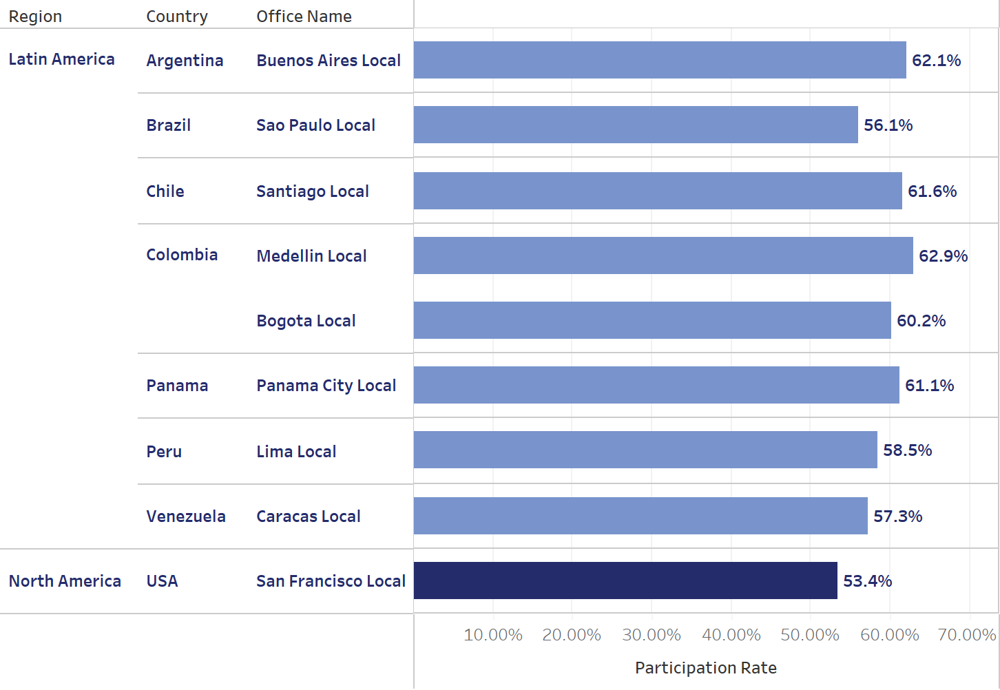 Region Country Office Name
Latin America Argentina Buenos Aires Local 62.1%
Brazil Sao Paulo Local 56.1%
Chile Santiago Local 61.6%
Colombia Medellin Local 62.9%
Bogota Local 60.2%
Panama Panama City Local 61.1%
Peru Lima Local 58.5%
Venezuela Caracas Local 57.3%
North America USA San Francisco Local 53.4%
10.00% 20.00% 30.00% 40.00% 50.00% 60.00% 70.00%
Participation Rate